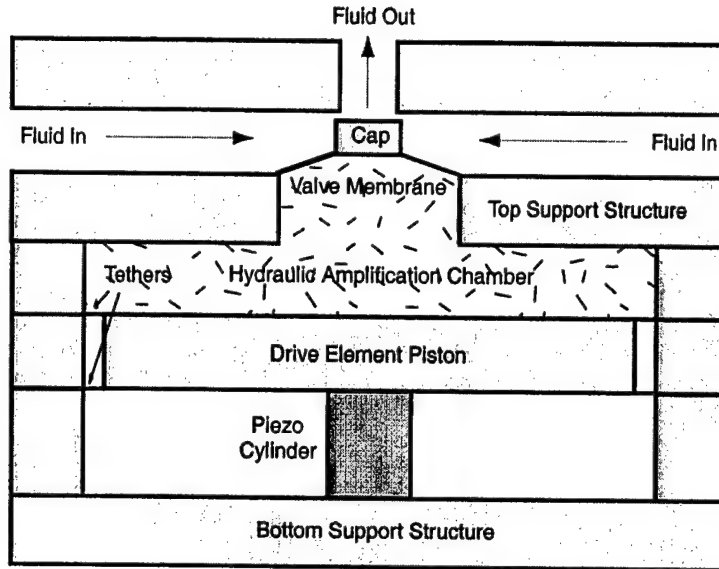 Fluid Out
Fluid In
Cap
Fluid In
Valve Membrane
Top Support Structure
Tethers
Hydraulic Amplification Chamber
Drive Element Piston
Piezo
Cylinder
Bottom Support Structure